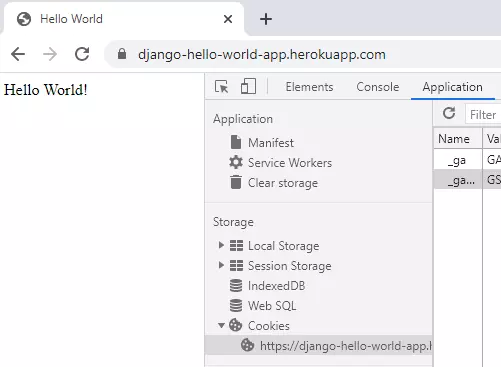 Hello World
django-hello-world-app.herokuapp.com
Hello World!
Elements Console Application
Application
Manifest
Service Workers
Clear storage
Storage
Local Storage
Session Storage
IndexedDB
Web SQL
Cookies
https://django-hello-world-app.h
Filter
Name Val
_ga GA
_ga... GS